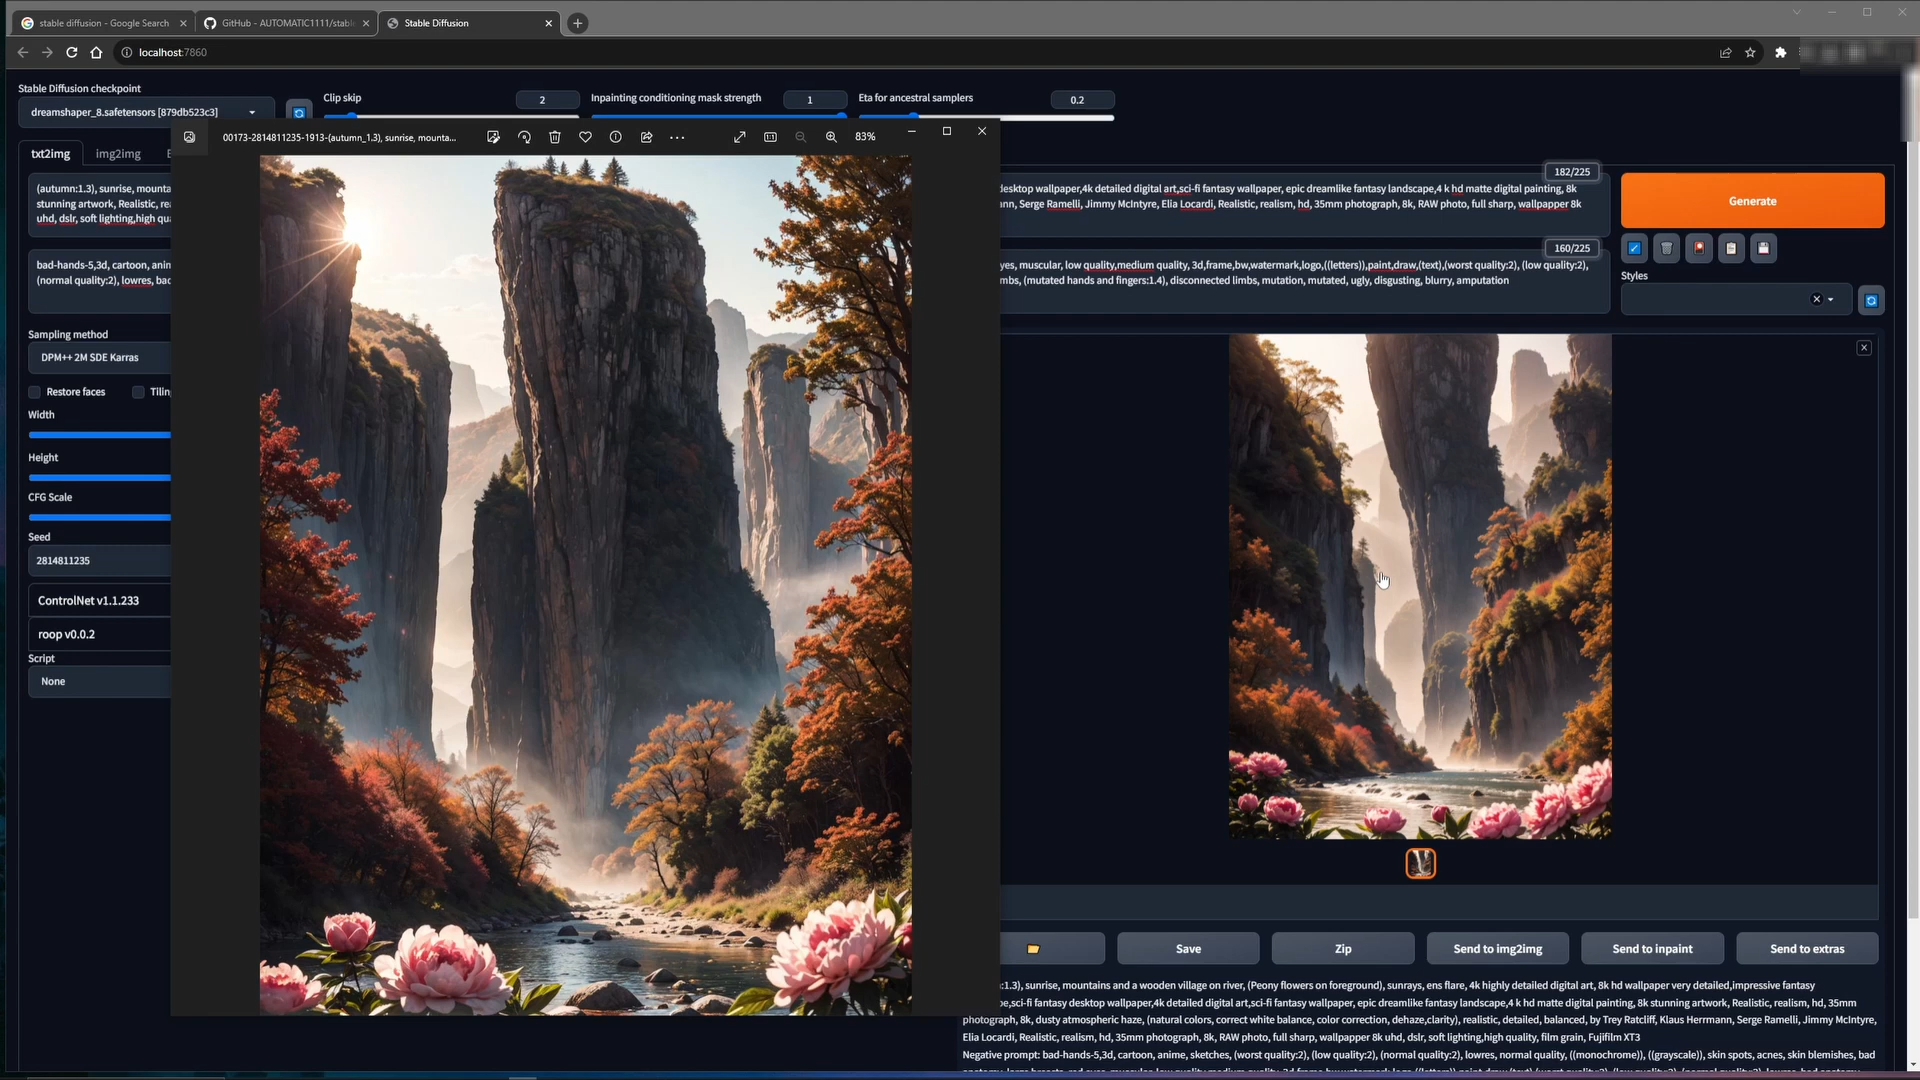 stable diffusion - Google Search
GitHub - AUTOMATIC1111/stabl
Stable Diffusion
localhost:7860
Stable Diffusion checkpoint
dreamshaper_8.safetensors [879db523c3]
Clip skip
2
Inpainting conditioning mask strength
1
Eta for ancestral samplers
0.2
00173-2814811235-1913-(autumn_1.3), sunrise, mounta...
83%
txt2img
img2img
(autumn:1.3), sunrise, mounta
stunning artwork, Realistic, re
uhd, dslr, soft lighting,high qua
182/225
desktop wallpaper,4k detailed digital art,sci-fi fantasy wallpaper, epic dreamlike fantasy landscape,4 k hd matte digital painting, 8k
nn, Serge Ramelli, Jimmy McIntyre, Elia Locardi, Realistic, realism, hd, 35mm photograph, 8k, RAW photo, full sharp, wallpapper 8k
Generate
bad-hands-5,3d, cartoon, anim
(normal quality:2), lowres, bad
160/225
yes, muscular, low quality,medium quality, 3d,frame,bw,watermark,logo,((letters)),paint,draw,(text),(worst quality:2), (low quality:2),
mbs, (mutated hands and fingers:1.4), disconnected limbs, mutation, mutated, ugly, disgusting, blurry, amputation
Styles
Sampling method
DPM++ 2M SDE Karras
Restore faces
Tilin
Width
Height
CFG Scale
Seed
2814811235
ControlNet v1.1.233
roop v0.0.2
Script
None
Save
Zip
Send to img2img
Send to inpaint
Send to extras
:1.3), sunrise, mountains and a wooden village on river, (Peony flowers on foreground), sunrays, ens flare, 4k highly detailed digital art, 8k hd wallpaper very detailed,impressive fantasy
pe,sci-fi fantasy desktop wallpaper,4k detailed digital art,sci-fi fantasy wallpaper, epic dreamlike fantasy landscape,4 k hd matte digital painting, 8k stunning artwork, Realistic, realism, hd, 35mm
photograph, 8k, dusty atmospheric haze, (natural colors, correct white balance, color correction, dehaze,clarity), realistic, detailed, balanced, by Trey Ratcliff, Klaus Herrmann, Serge Ramelli, Jimmy McIntyre,
Elia Locardi, Realistic, realism, hd, 35mm photograph, 8k, RAW photo, full sharp, wallpapper 8k uhd, dslr, soft lighting,high quality, film grain, Fujifilm XT3
Negative prompt: bad-hands-5,3d, cartoon, anime, sketches, (worst quality:2), (low quality:2), (normal quality:2), lowres, normal quality, ((monochrome)), ((grayscale)), skin spots, acnes, skin blemishes, bad